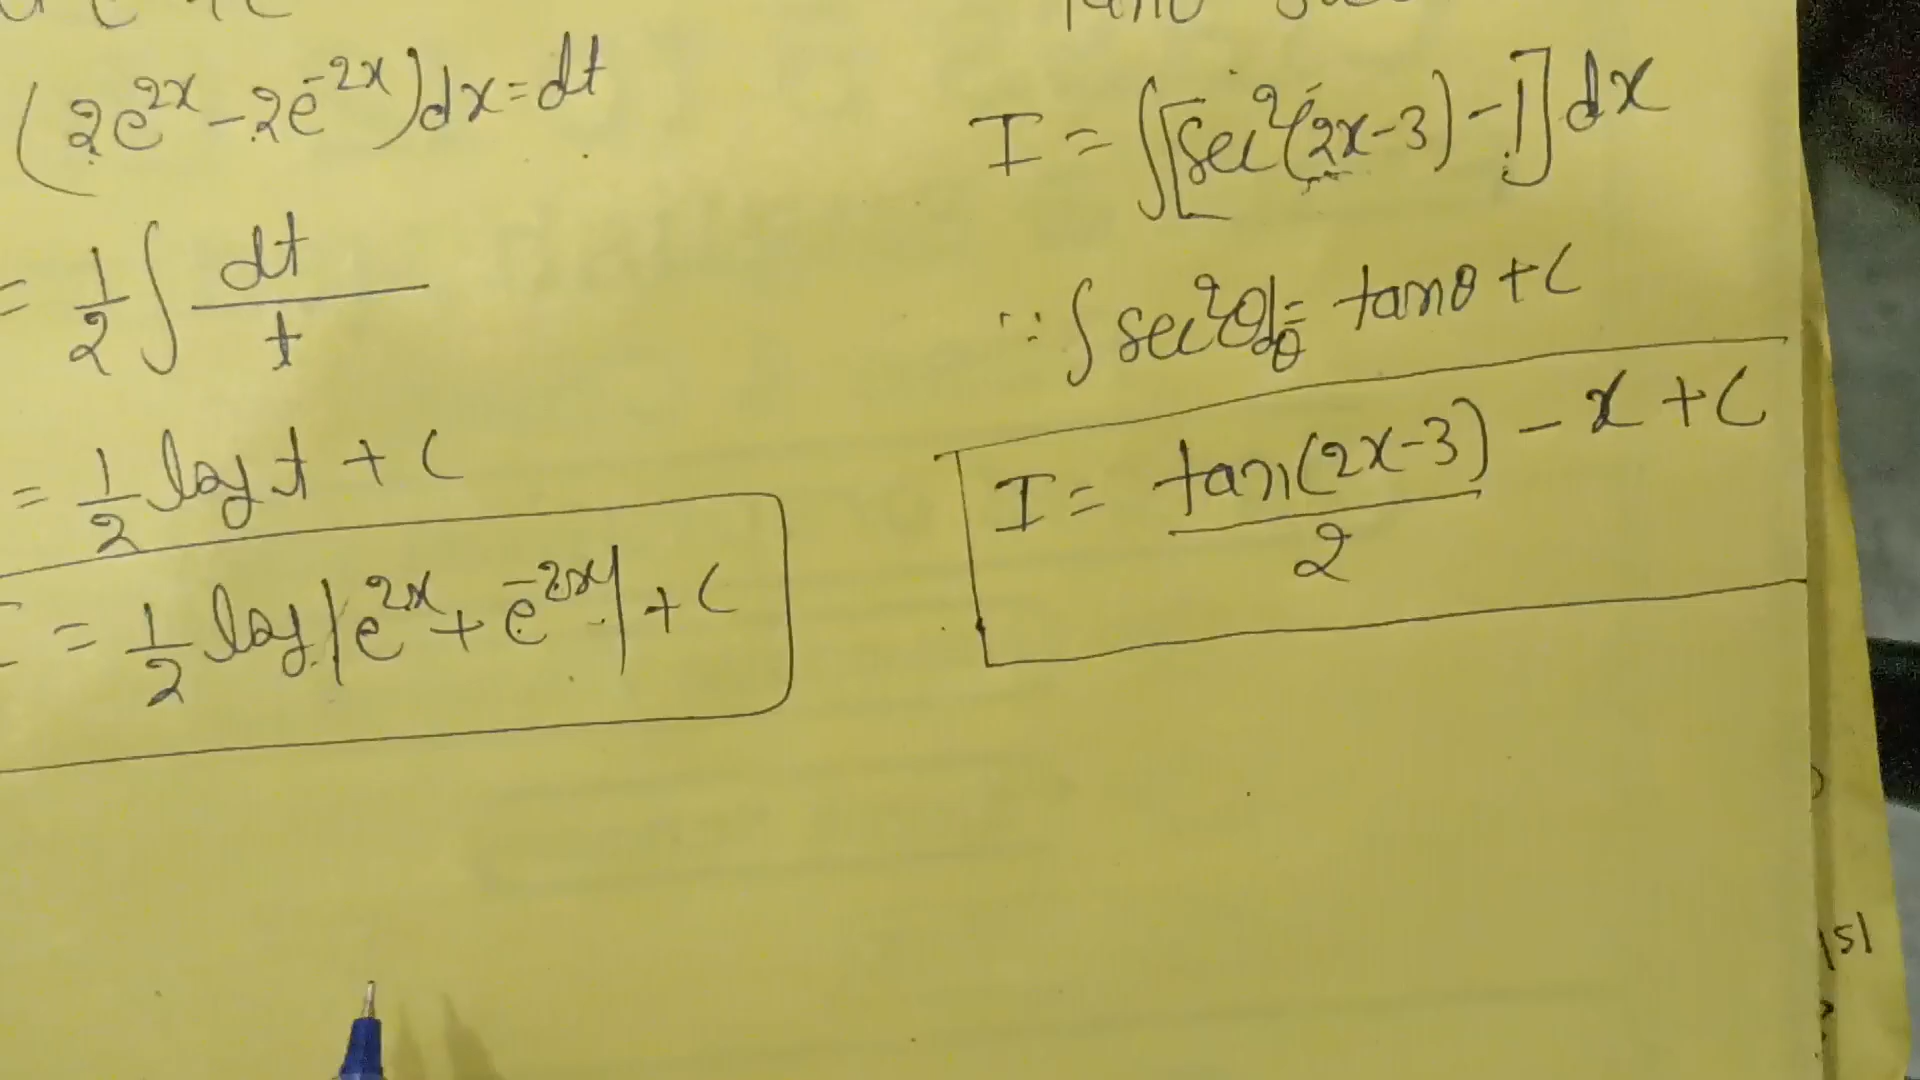 (2e^{2x} - 2e^{-2x})dx = dt
= 1/2 ∫ dt/t
= 1/2 log t + C
= 1/2 log|e^{2x} + e^{-2x}| + C
I = ∫[sec²(2x-3) - 1] dx
∵ ∫ sec²θ dθ = tanθ + C
I = tan(2x-3)/2 - x + C
151